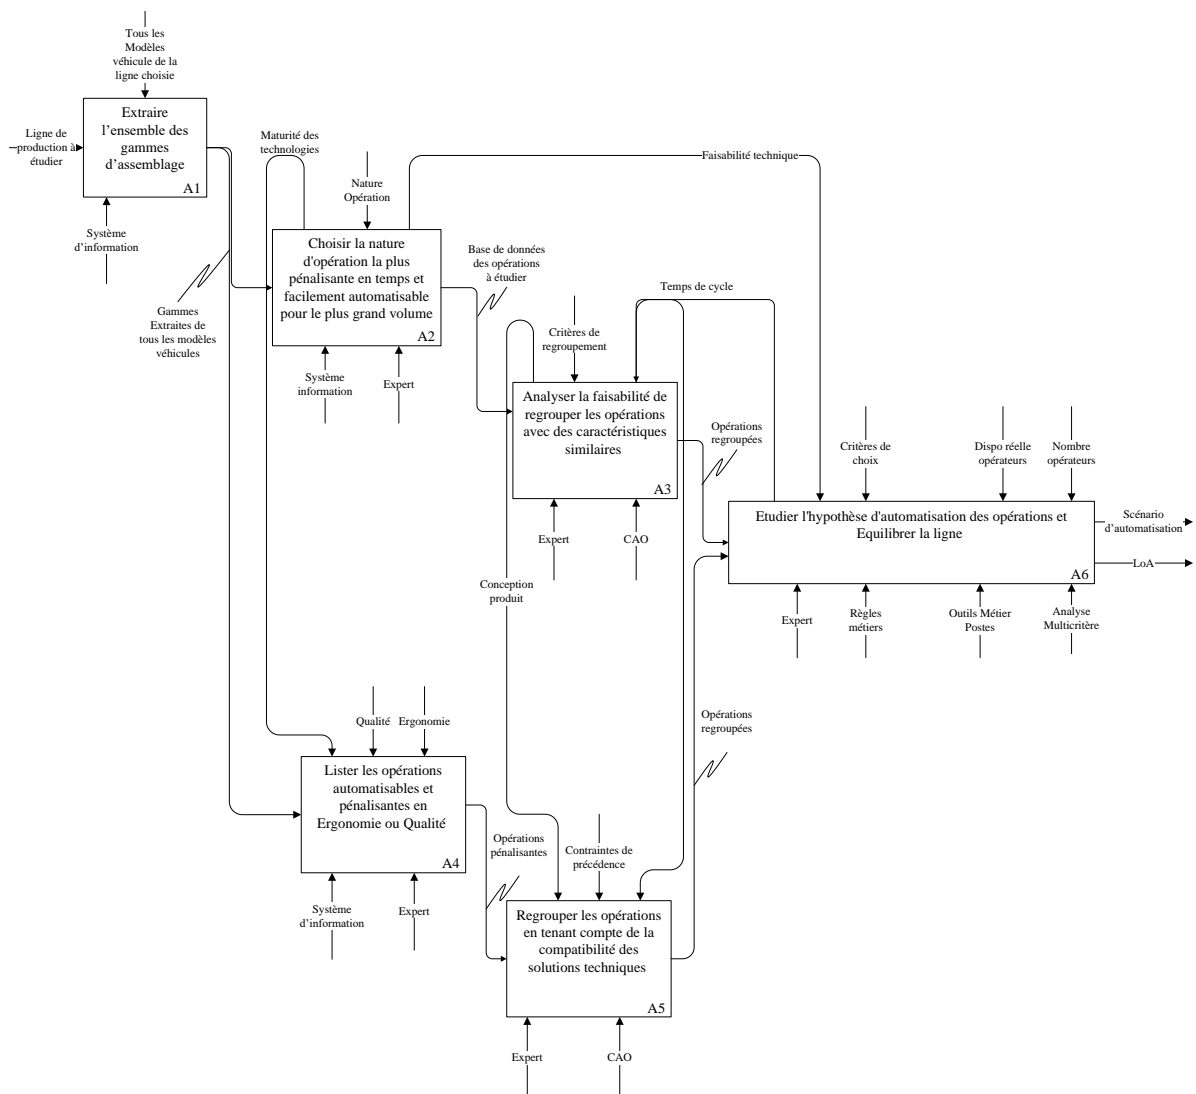 Tous les
Modèles
véhicule de la
ligne choisie
Ligne de
production à
étudier
Extraire
l’ensemble des
gammes
d’assemblage
A1
Système
d’information
Gammes
Extraites de
tous les modèles
véhicules
Maturité des
technologies
Nature
Opération
Faisabilité technique
Choisir la nature
d'opération la plus
pénalisante en temps et
facilement automatisable
pour le plus grand volume
A2
Système
information
Expert
Base de données
des opérations
à étudier
Temps de cycle
Critères de
regroupement
Analyser la faisabilité de
regrouper les opérations
avec des caractéristiques
similaires
A3
Expert
CAO
Opérations
regroupées
Conception
produit
Critères de
choix
Dispo réelle
opérateurs
Nombre
opérateurs
Etudier l'hypothèse d'automatisation des opérations et
Equilibrer la ligne
A6
Scénario
d’automatisation
LoA
Expert
Règles
métiers
Outils Métier
Postes
Analyse
Multicritère
Qualité
Ergonomie
Lister les opérations
automatisables et
pénalisantes en
Ergonomie ou Qualité
A4
Système
d’information
Expert
Opérations
pénalisantes
Opérations
regroupées
Contraintes de
précédence
Regrouper les opérations
en tenant compte de la
compatibilité des
solutions techniques
A5
Expert
CAO